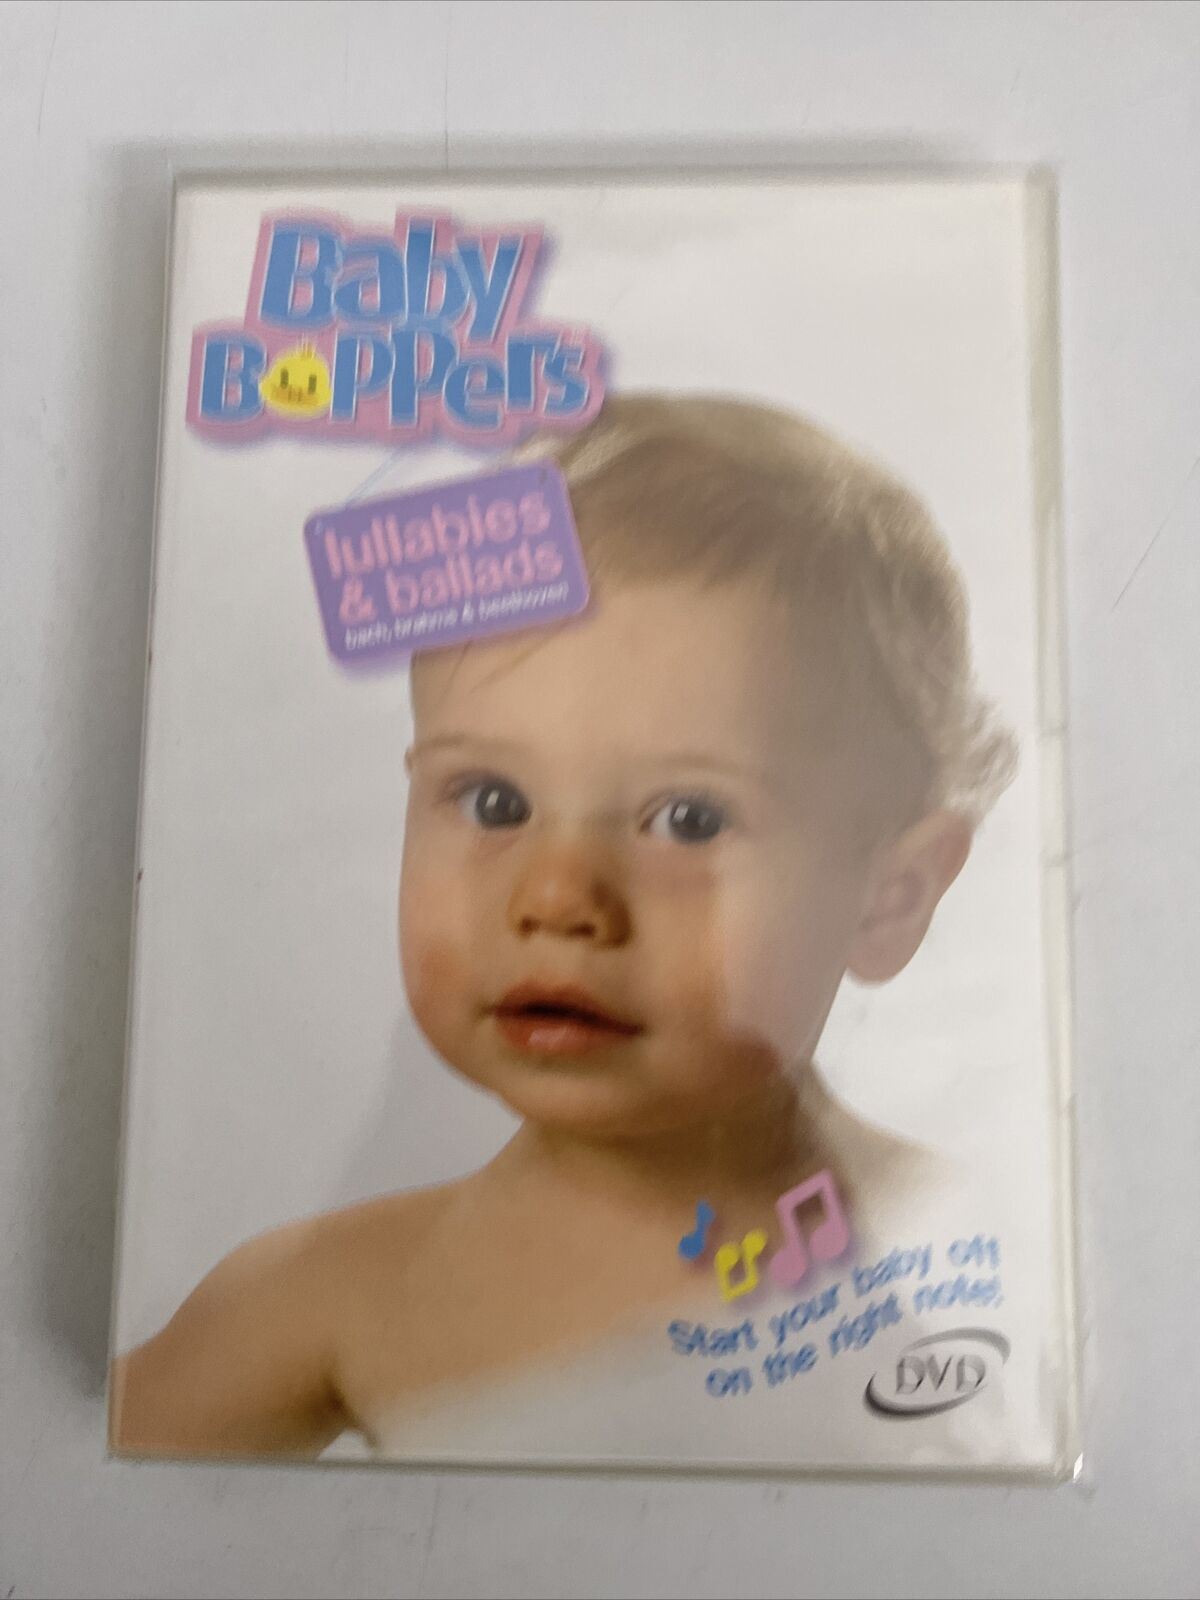 Baby
Boppers
lullabies
& ballads
bach, brahms & beethoven
Start your baby off
on the right note!
DVD